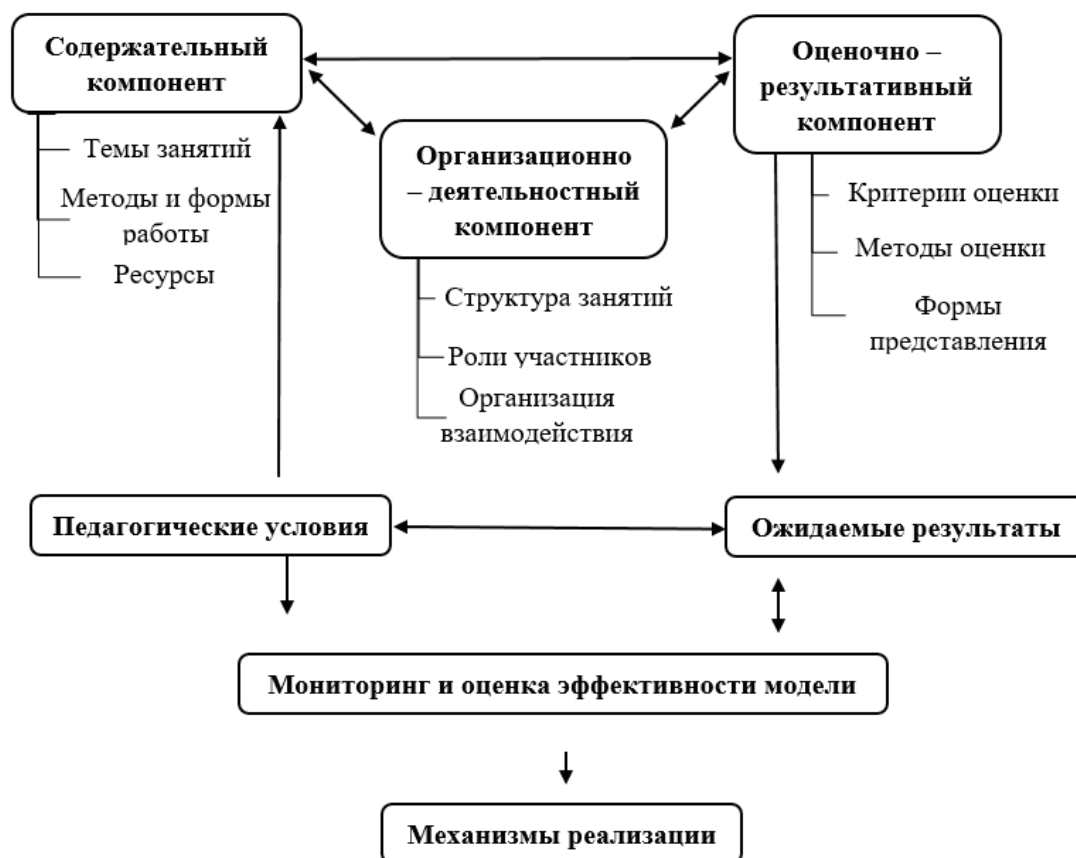 Содержательный
компонент
Темы занятий
Методы и формы
работы
Ресурсы
Организационно
– деятельностный
компонент
Структура занятий
Роли участников
Организация
взаимодействия
Оценочно –
результативный
компонент
Критерии оценки
Методы оценки
Формы
представления
Педагогические условия
Ожидаемые результаты
Мониторинг и оценка эффективности модели
Механизмы реализации